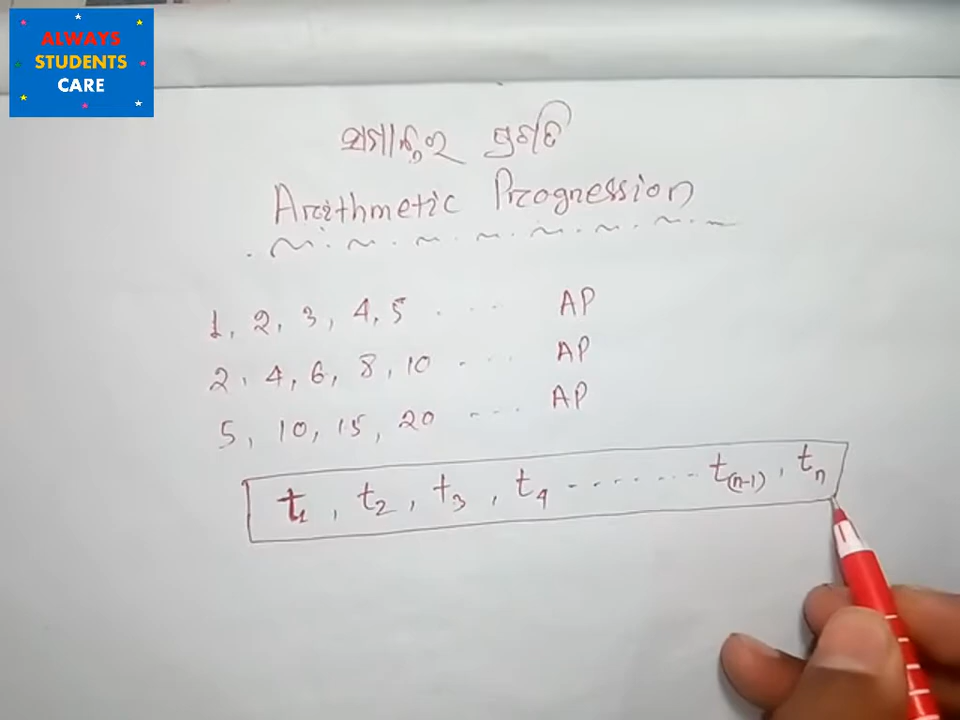 ALWAYS
STUDENTS
CARE
ସମାନ୍ତର ପ୍ରଗତି
Arithmetic Progression
1, 2, 3, 4, 5 . . . . AP
2, 4, 6, 8, 10 . . . . AP
5, 10, 15, 20 . . . . AP
t₁, t₂, t₃, t₄ . . . . . . . t₍ₙ₋₁₎, tₙ